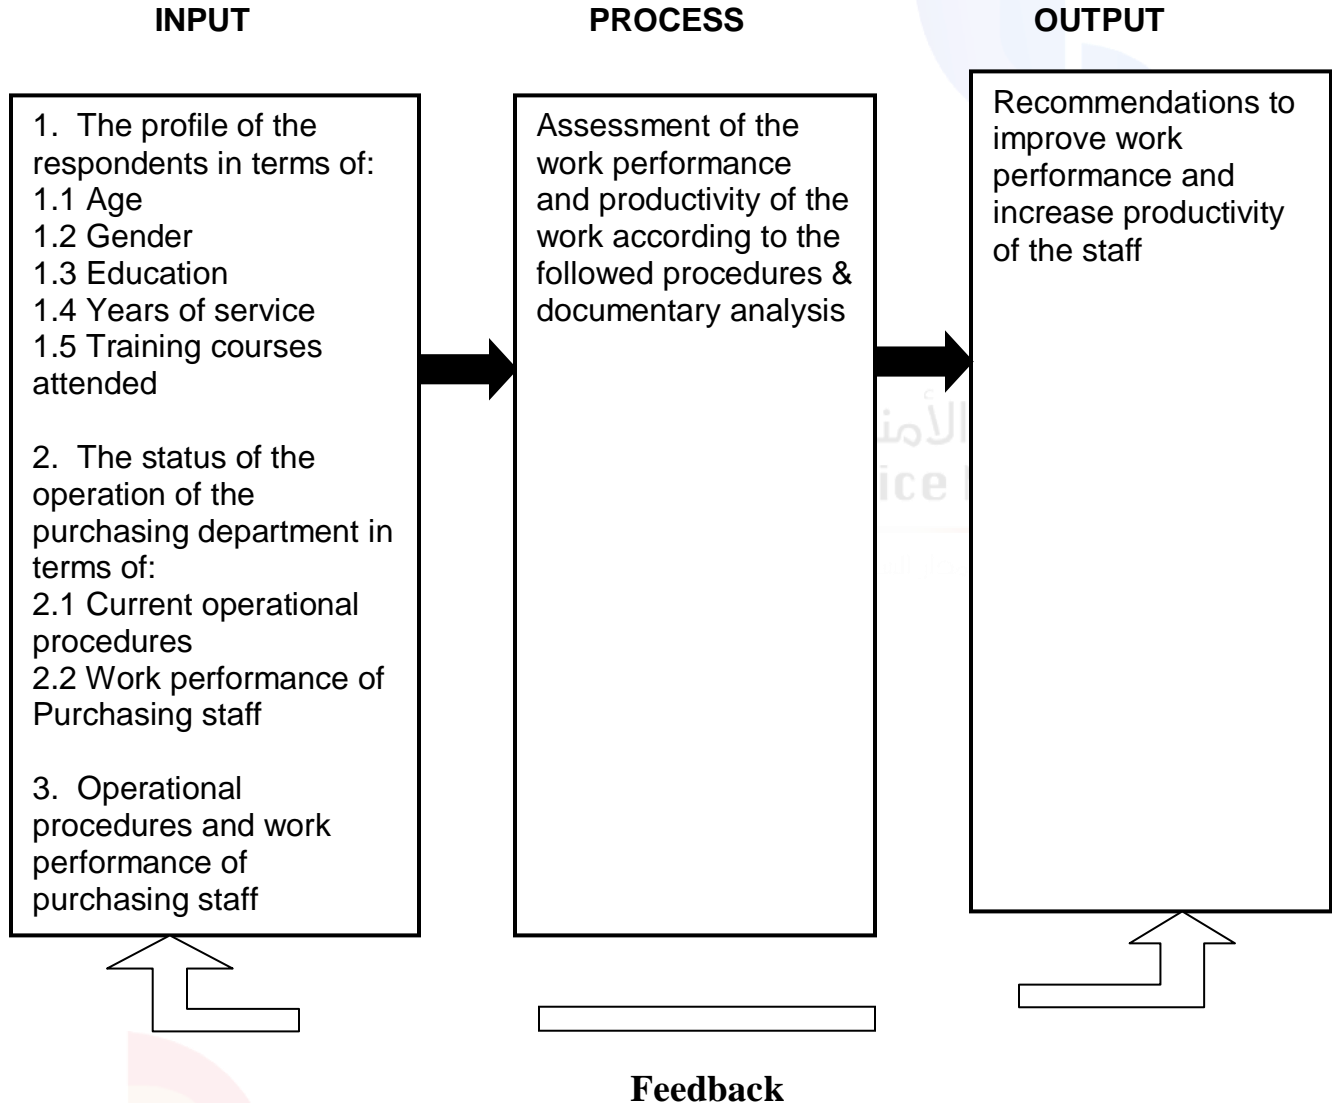 INPUT
PROCESS
OUTPUT
1. The profile of the
respondents in terms of:
1.1 Age
1.2 Gender
1.3 Education
1.4 Years of service
1.5 Training courses
attended
2. The status of the
operation of the
purchasing department in
terms of:
2.1 Current operational
procedures
2.2 Work performance of
Purchasing staff
3. Operational
procedures and work
performance of
purchasing staff
Assessment of the
work performance
and productivity of the
work according to the
followed procedures &
documentary analysis
Recommendations to
improve work
performance and
increase productivity
of the staff
الأمن
ice
Feedback